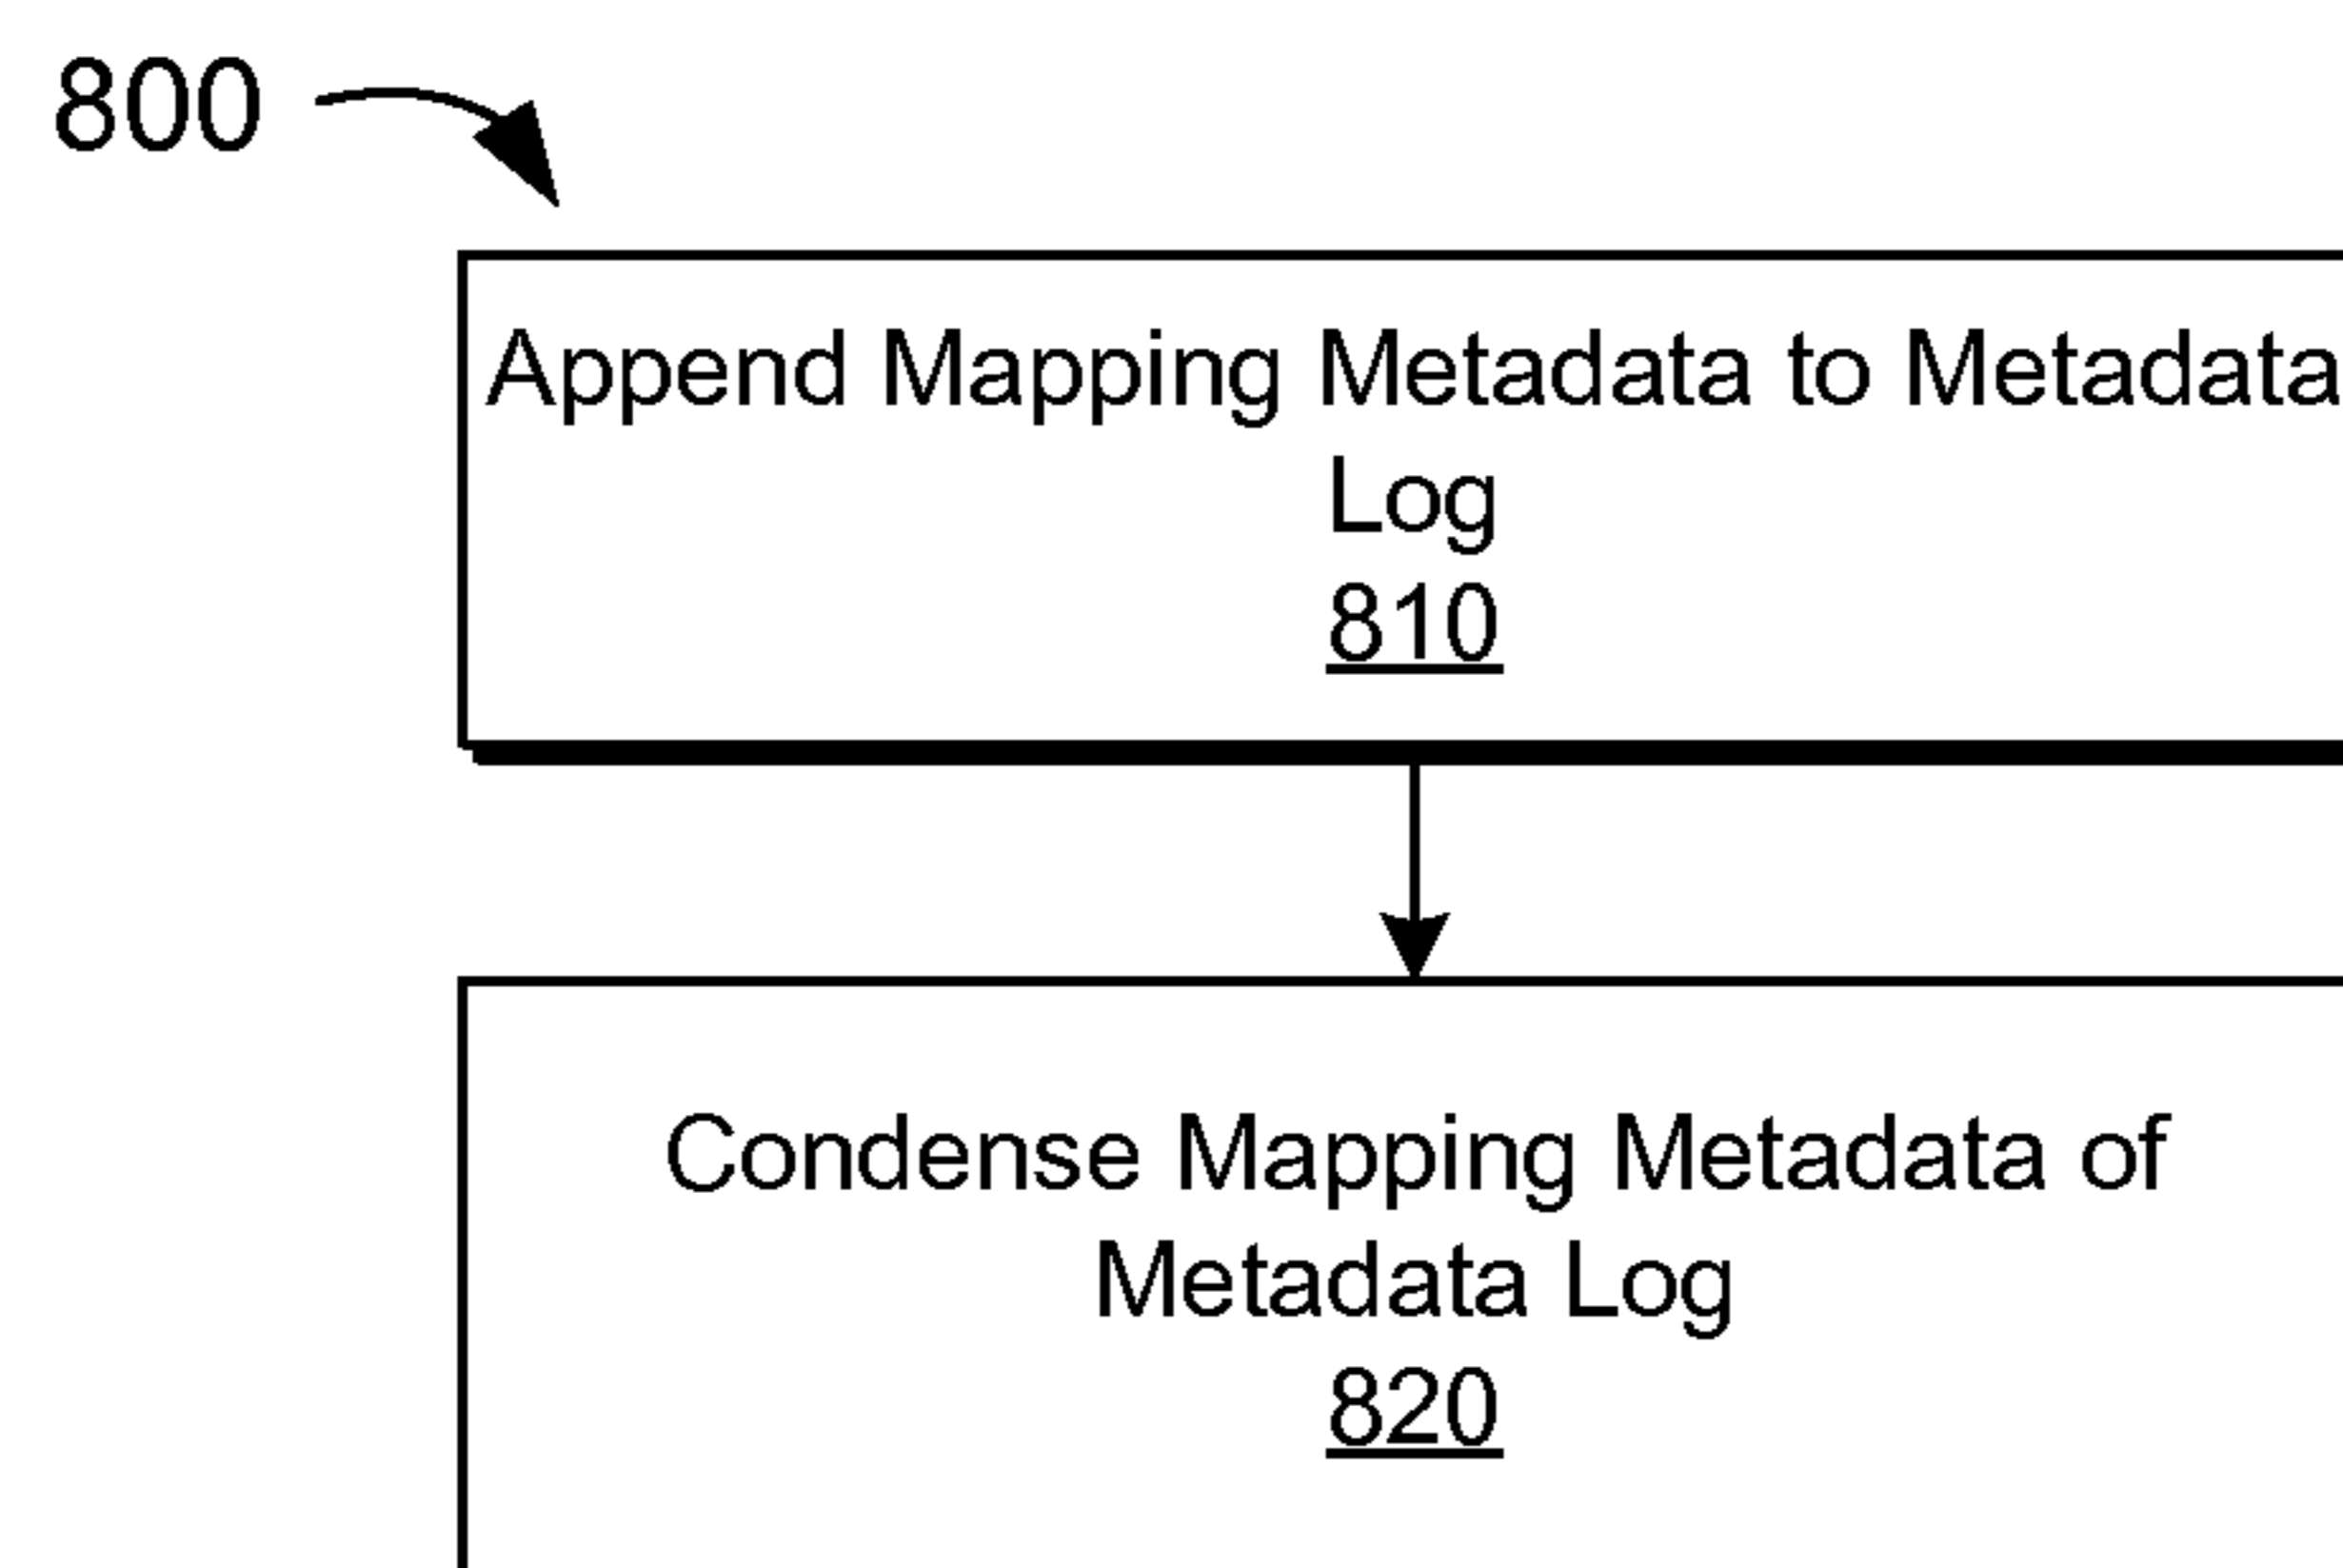 800
Append Mapping Metadata to Metadata
Log
810
Condense Mapping Metadata of
Metadata Log
820